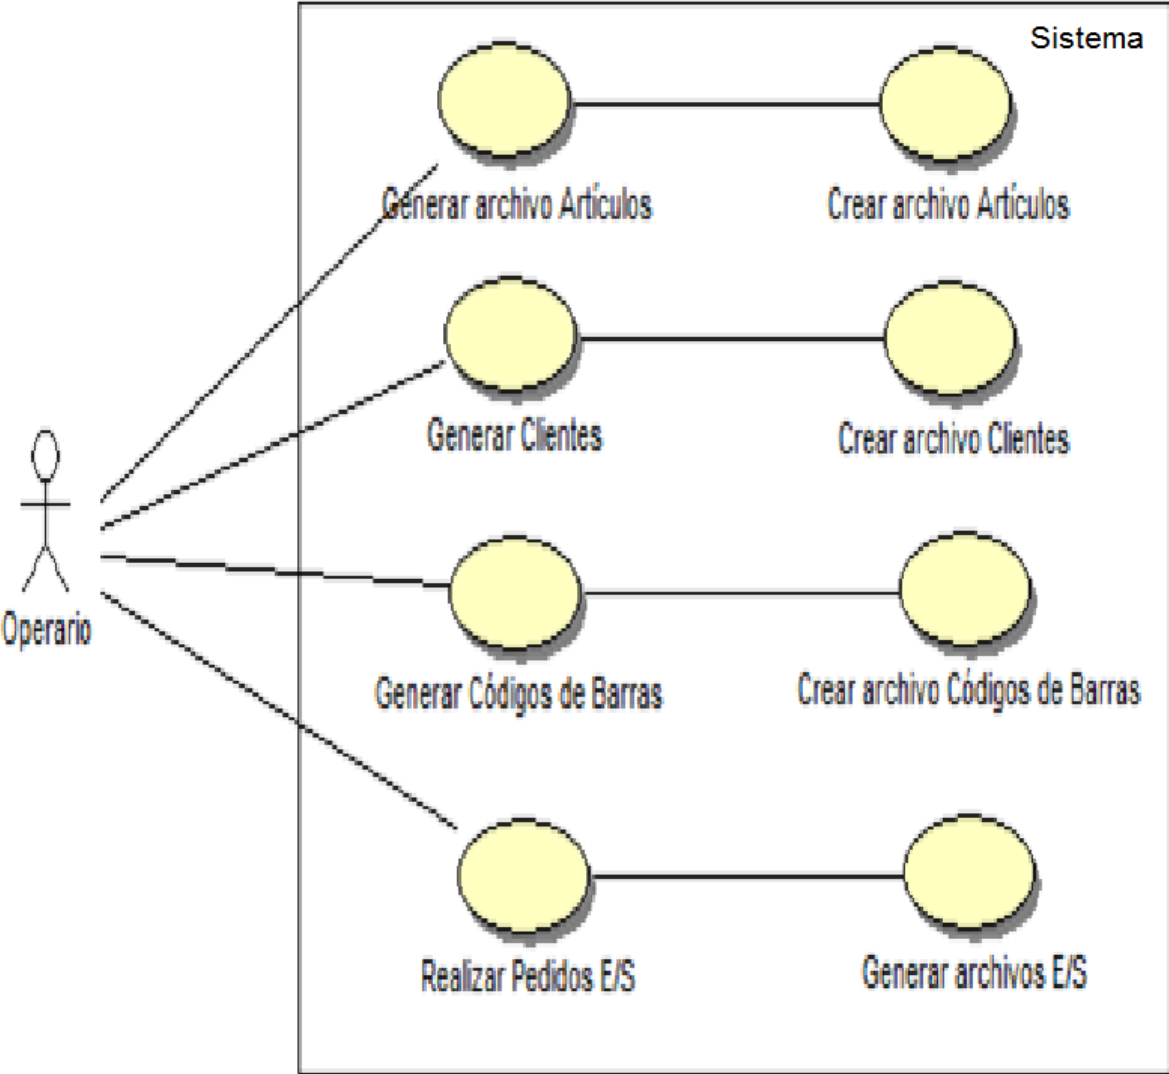 Sistema
Generar archivo Artículos
Crear archivo Artículos
Generar Clientes
Crear archivo Clientes
Operario
Generar Códigos de Barras
Crear archivo Códigos de Barras
Realizar Pedidos E/S
Generar archivos E/S